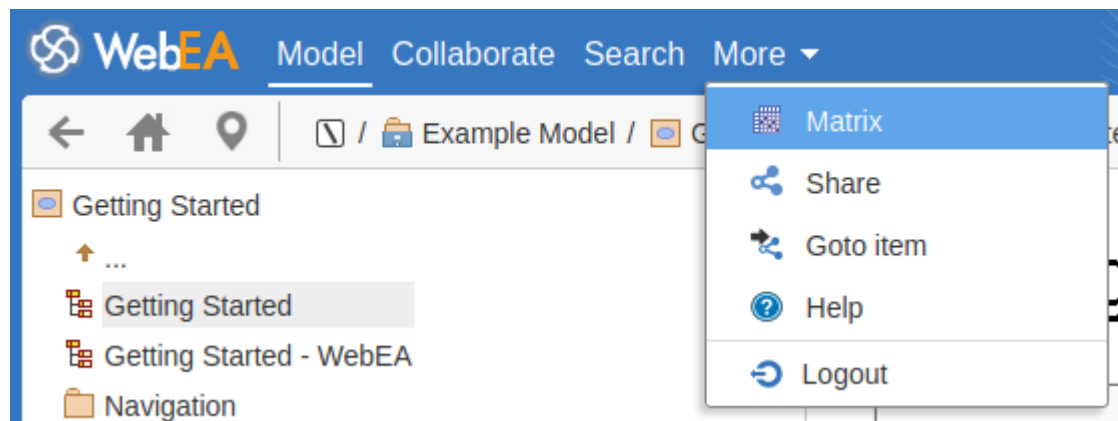 WebEA Model Collaborate Search More
\ / Example Model /
Matrix
Share
Goto item
Help
Logout
Getting Started
...
Getting Started
Getting Started - WebEA
Navigation